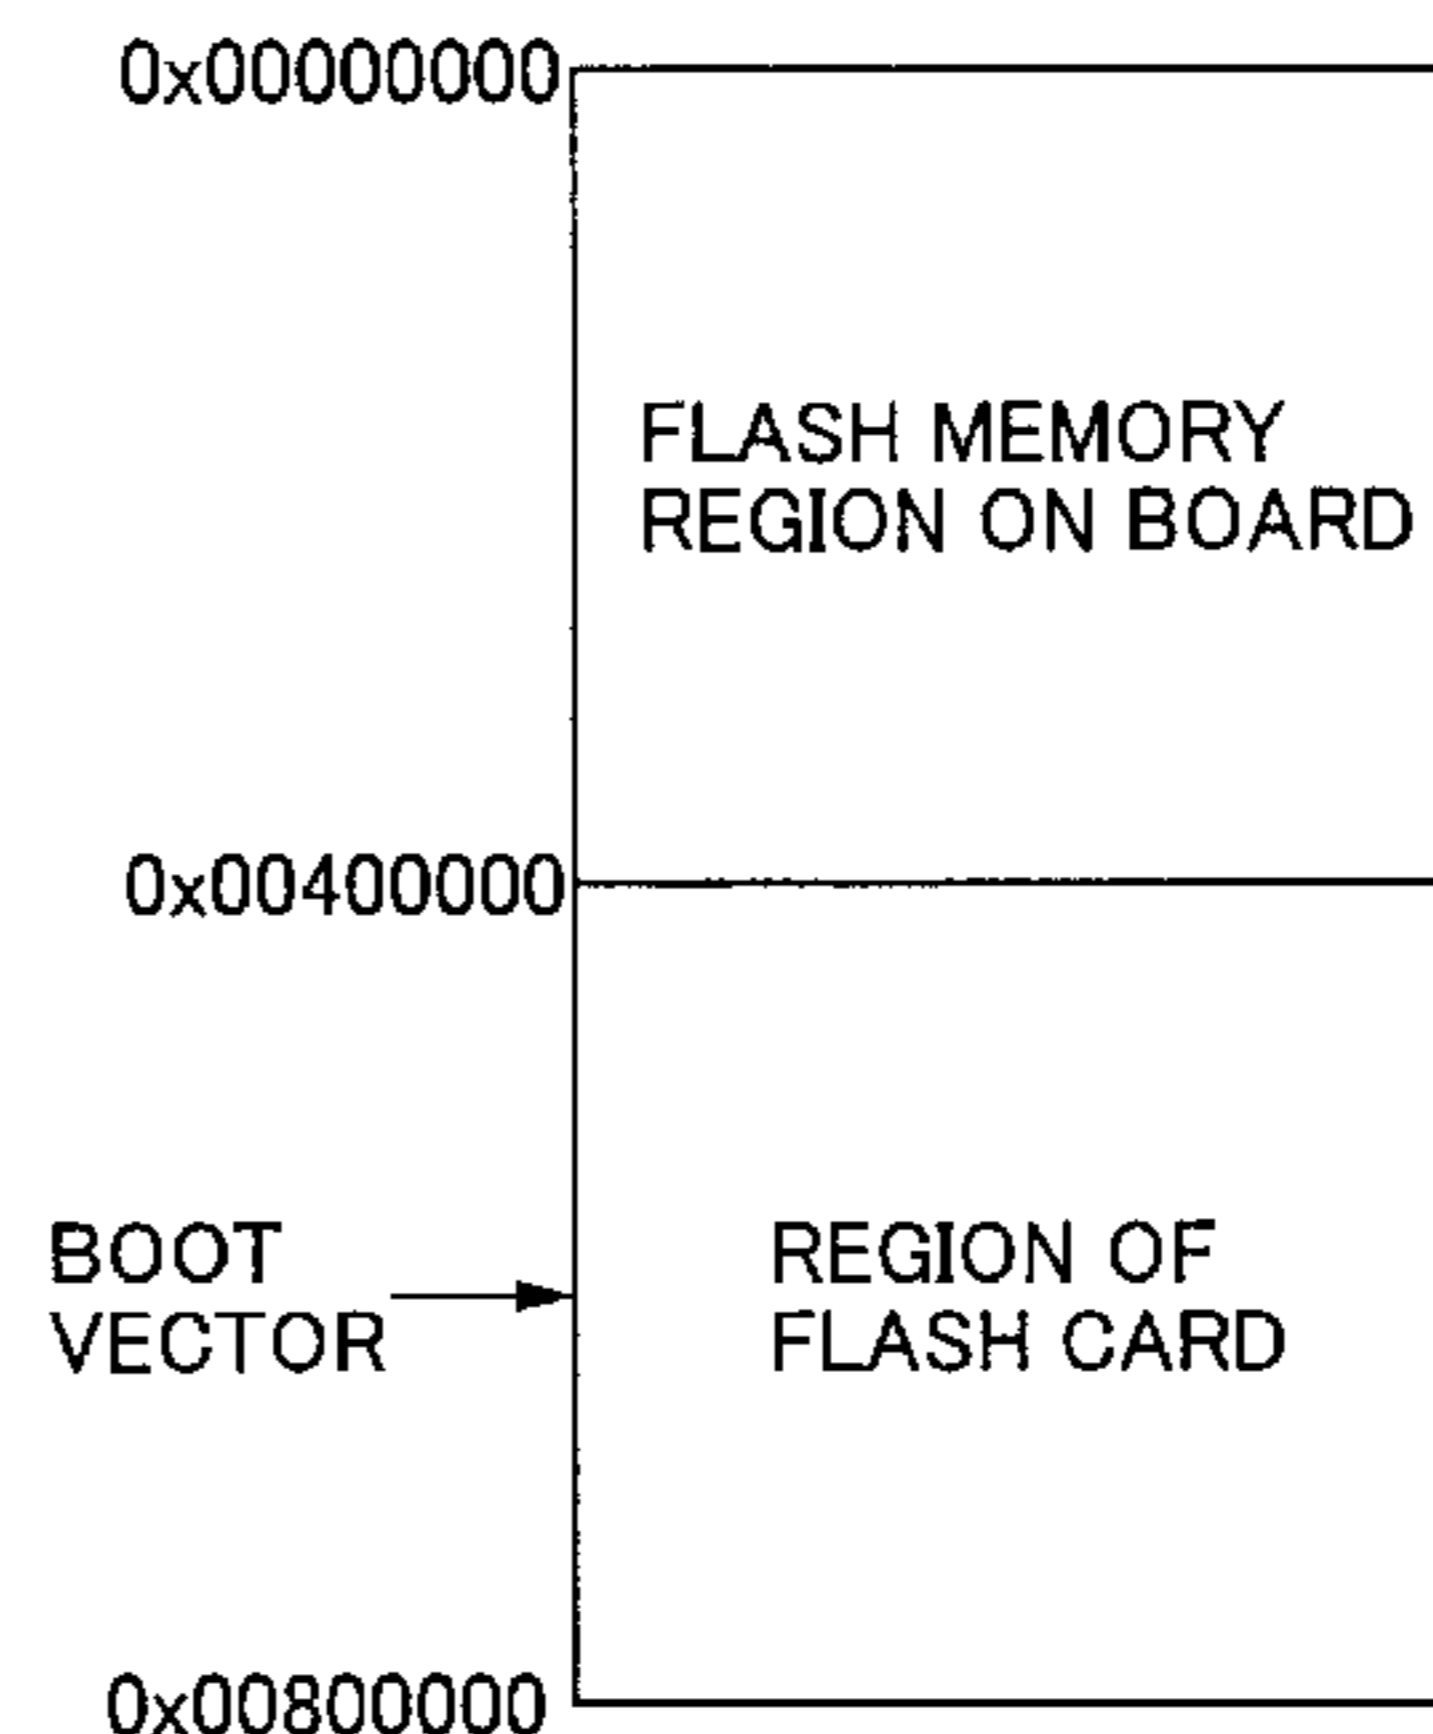 0x00000000
FLASH MEMORY
REGION ON BOARD
0x00400000
BOOT
VECTOR
REGION OF
FLASH CARD
0x00800000